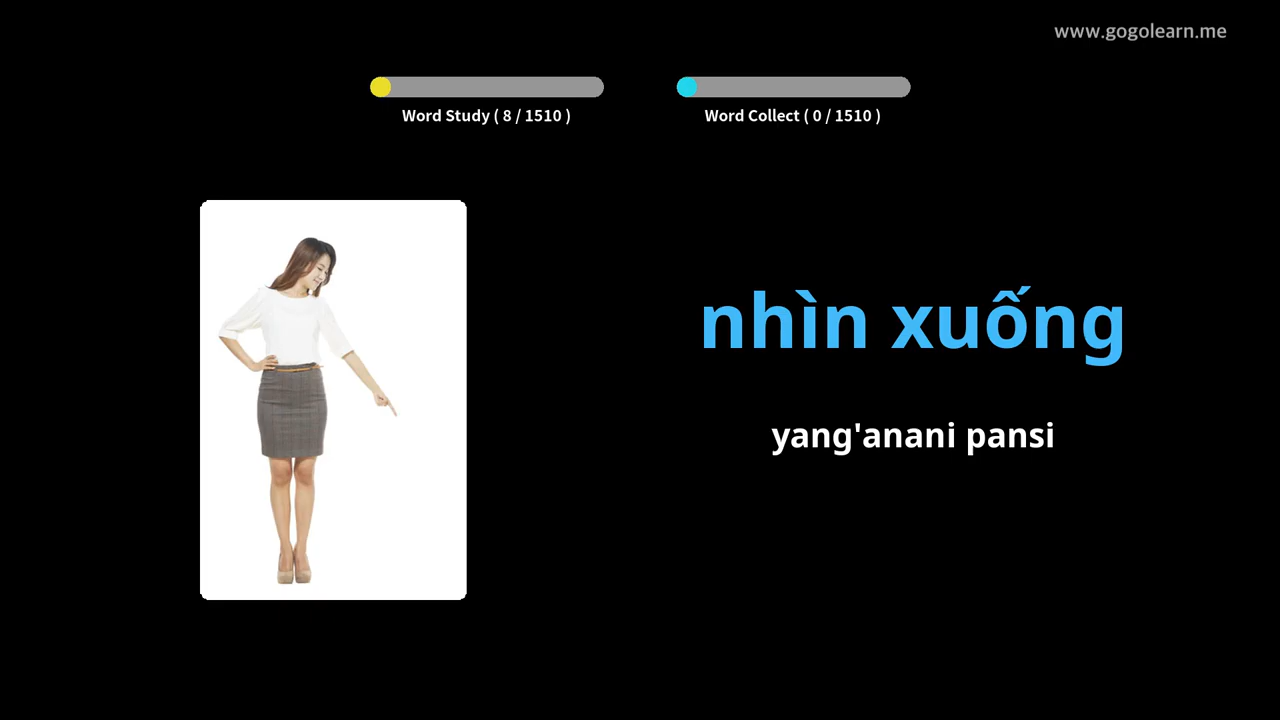 www.gogolearn.me
Word Study ( 8 / 1510 )
Word Collect ( 0 / 1510 )
nhìn xuống
yang'anani pansi